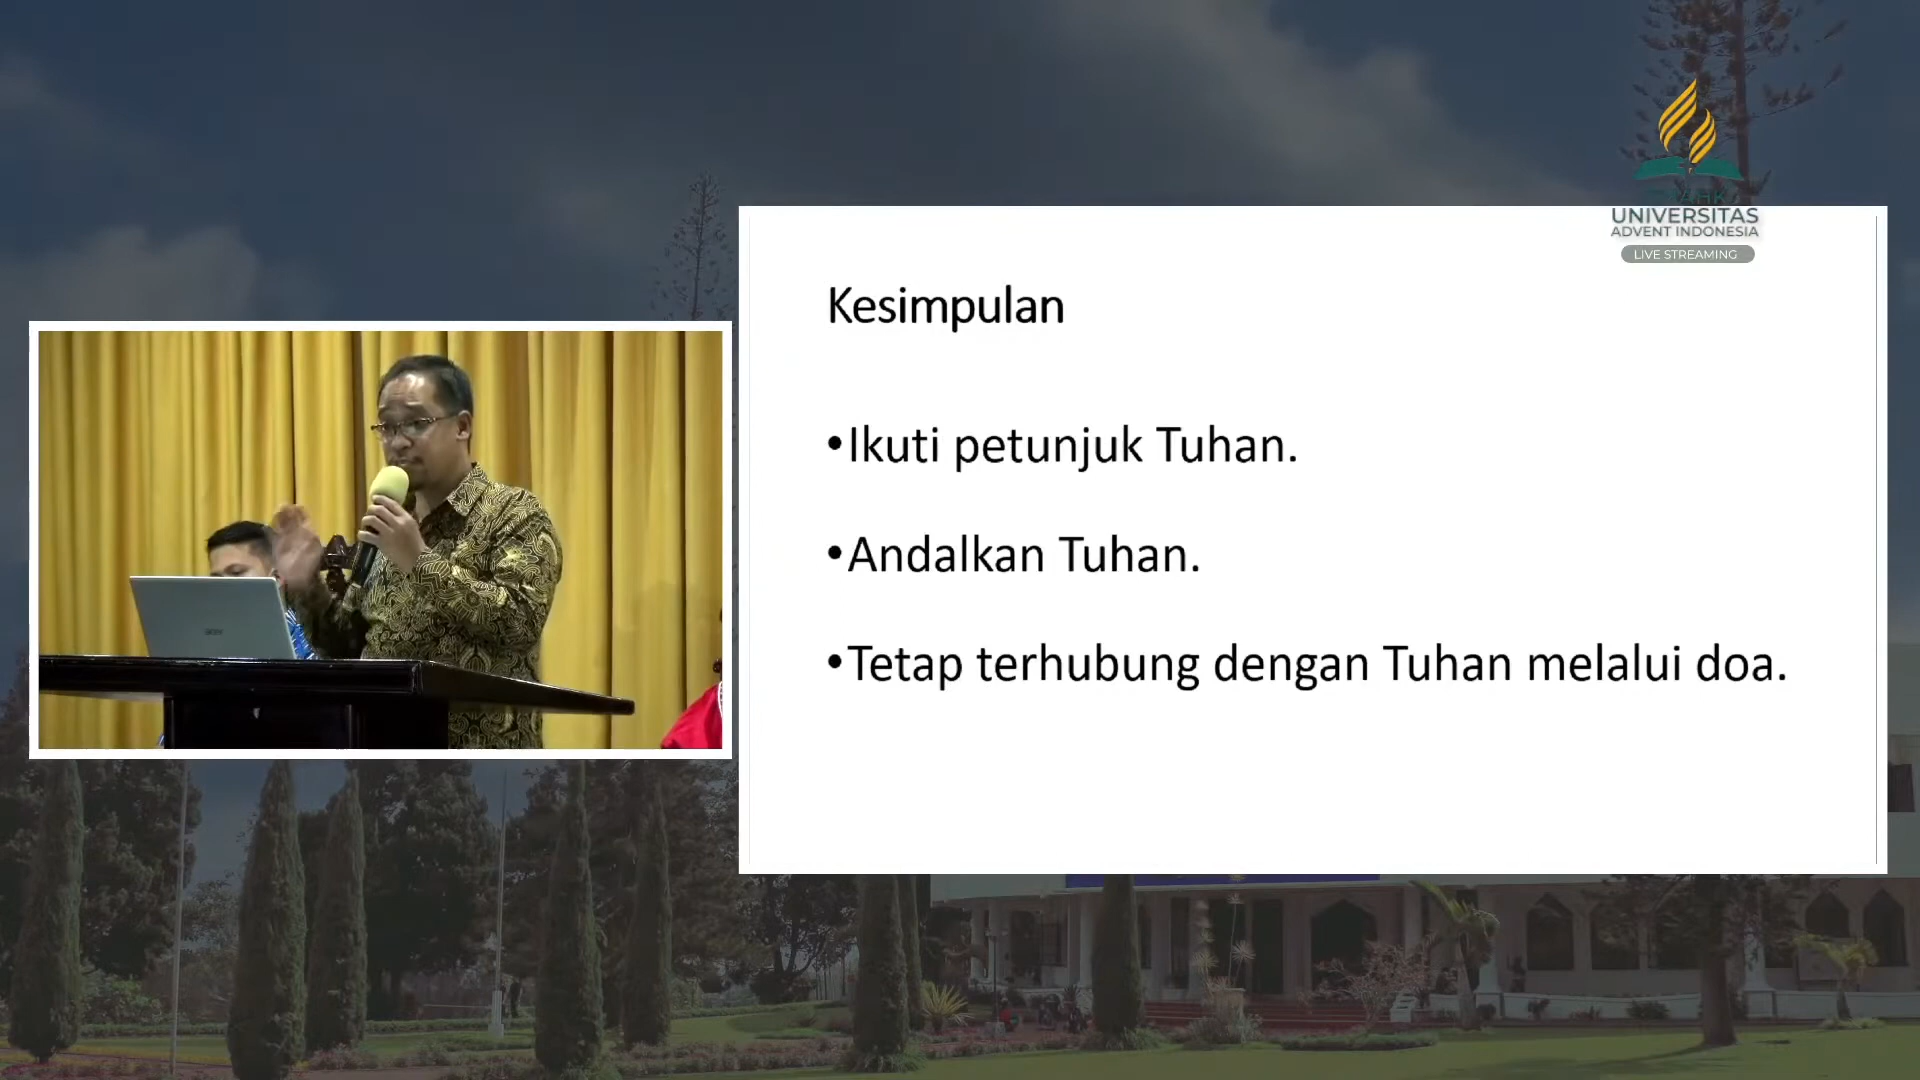 UNIVERSITAS
ADVENT INDONESIA
LIVE STREAMING
Kesimpulan
•Ikuti petunjuk Tuhan.
•Andalkan Tuhan.
•Tetap terhubung dengan Tuhan melalui doa.